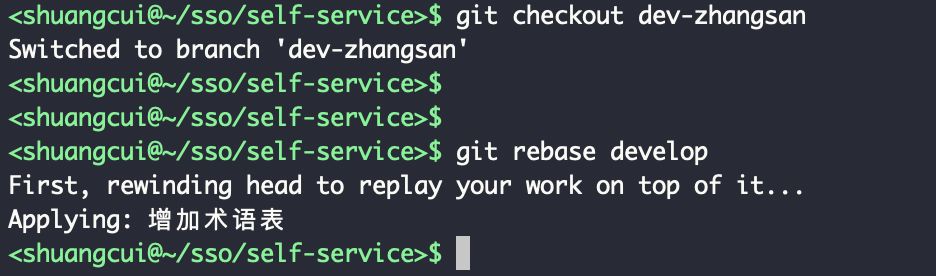 <shuangcui@~/sso/self-service>$ git checkout dev-zhangsan
Switched to branch 'dev-zhangsan'
<shuangcui@~/sso/self-service>$
<shuangcui@~/sso/self-service>$
<shuangcui@~/sso/self-service>$ git rebase develop
First, rewinding head to replay your work on top of it...
Applying: 增加术语表
<shuangcui@~/sso/self-service>$